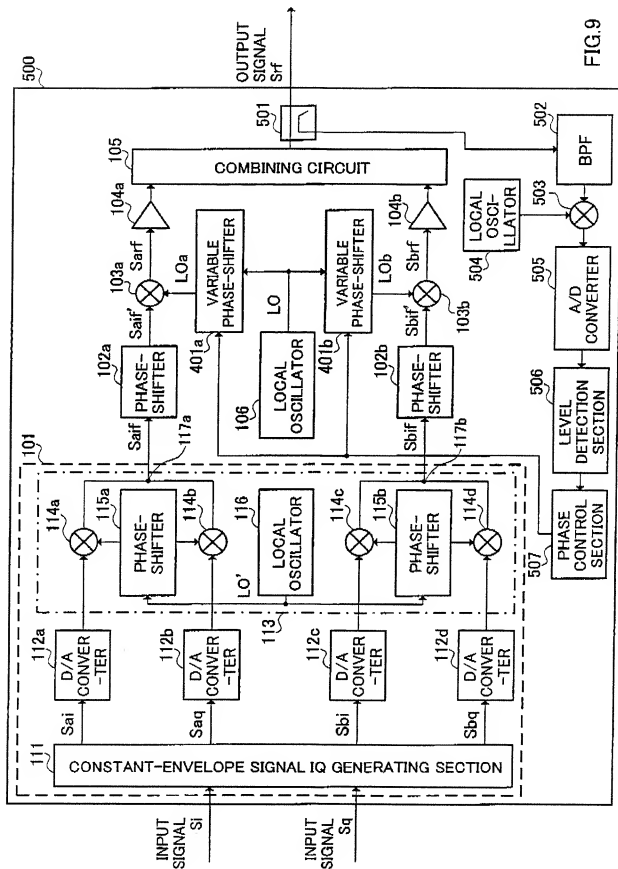 500
OUTPUT
SIGNAL
Srf
501
105
COMBINING CIRCUIT
104a
104b
Sarf
Sbrf
103a
103b
LOa
LOb
VARIABLE
PHASE-SHIFTER
VARIABLE
PHASE-SHIFTER
401a
401b
LO
Saif'
Sbif'
102a
PHASE-
SHIFTER
106
LOCAL
OSCILLATOR
102b
PHASE-
SHIFTER
Saif
Sbif
117a
117b
101
114a
115a
PHASE-
SHIFTER
114b
116
LOCAL
OSCILLATOR
LO'
114c
115b
PHASE-
SHIFTER
114d
113
112a
D/A
CONVER
-TER
112b
D/A
CONVER
-TER
112c
D/A
CONVER
-TER
112d
D/A
CONVER
-TER
Sai
Saq
Sbi
Sbq
111
CONSTANT-ENVELOPE SIGNAL IQ GENERATING SECTION
INPUT
SIGNAL
Si
INPUT
SIGNAL
Sq
502
BPF
503
504
LOCAL
OSCI-
LLATOR
505
A/D
CONVERTER
506
LEVEL
DETECTION
SECTION
507
PHASE
CONTROL
SECTION
FIG.9